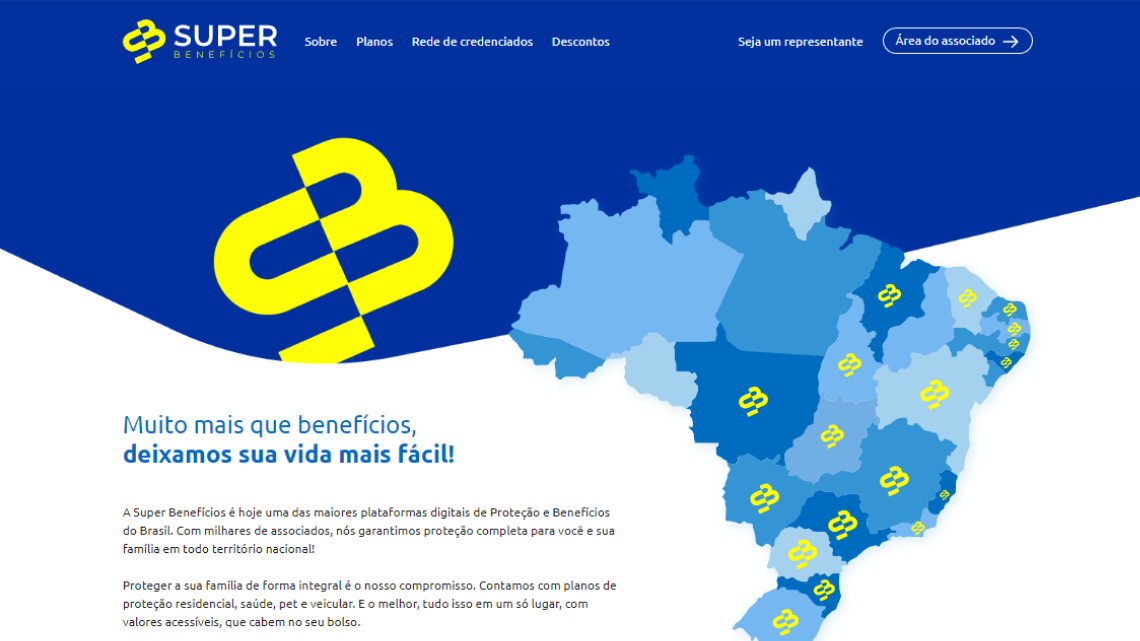 SUPER
BENEFÍCIOS
Sobre
Planos
Rede de credenciados
Descontos
Seja um representante
Área do associado
Muito mais que benefícios,
deixamos sua vida mais fácil!
A Super Benefícios é hoje uma das maiores plataformas digitais de Proteção e Benefícios
do Brasil. Com milhares de associados, nós garantimos proteção completa para você e sua
família em todo território nacional!
Proteger a sua família de forma integral é o nosso compromisso. Contamos com planos de
proteção residencial, saúde, pet e veicular. E o melhor, tudo isso em um só lugar, com
valores acessíveis, que cabem no seu bolso.